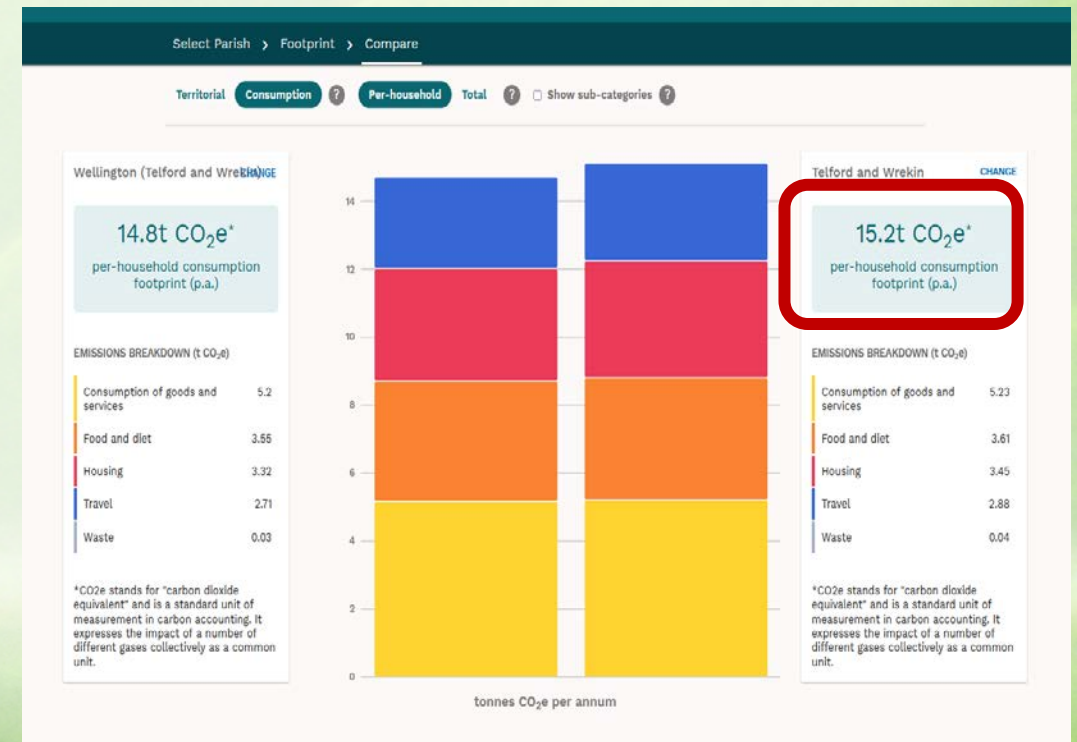 Select Parish > Footprint > Compare
Territorial Consumption ? Per-household Total ? Show sub-categories ?
Wellington (Telford and Wrekin) CHANGE
14.8t CO₂e*
per-household consumption
footprint (p.a.)
EMISSIONS BREAKDOWN (t CO₂e)
Consumption of goods and services 5.2
Food and diet 3.55
Housing 3.32
Travel 2.71
Waste 0.03
*CO2e stands for "carbon dioxide
equivalent" and is a standard unit of
measurement in carbon accounting. It
expresses the impact of a number of
different gases collectively as a common
unit.
14
12
10
8
6
4
2
0
tonnes CO₂e per annum
Telford and Wrekin CHANGE
15.2t CO₂e*
per-household consumption
footprint (p.a.)
EMISSIONS BREAKDOWN (t CO₂e)
Consumption of goods and services 5.23
Food and diet 3.61
Housing 3.45
Travel 2.88
Waste 0.04
*CO2e stands for "carbon dioxide
equivalent" and is a standard unit of
measurement in carbon accounting. It
expresses the impact of a number of
different gases collectively as a common
unit.